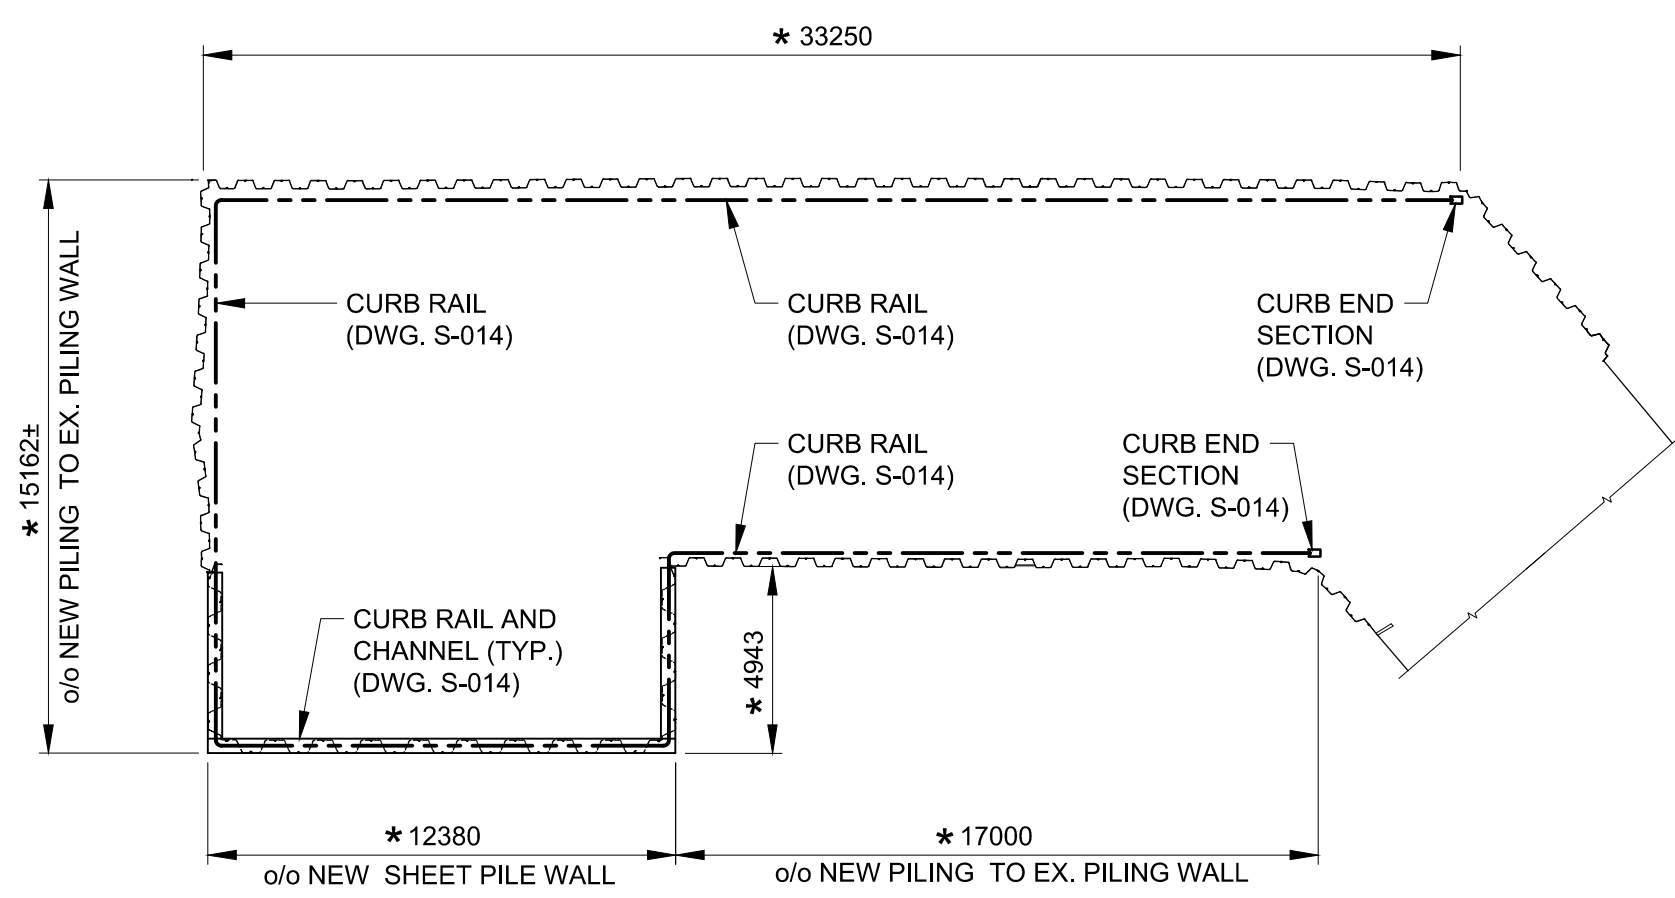 * 33250
* 15162±
o/o NEW PILING TO EX. PILING WALL
CURB RAIL
(DWG. S-014)
CURB RAIL
(DWG. S-014)
CURB END
SECTION
(DWG. S-014)
CURB RAIL
(DWG. S-014)
CURB END
SECTION
(DWG. S-014)
CURB RAIL AND
CHANNEL (TYP.)
(DWG. S-014)
* 4943
* 12380
o/o NEW SHEET PILE WALL
* 17000
o/o NEW PILING TO EX. PILING WALL